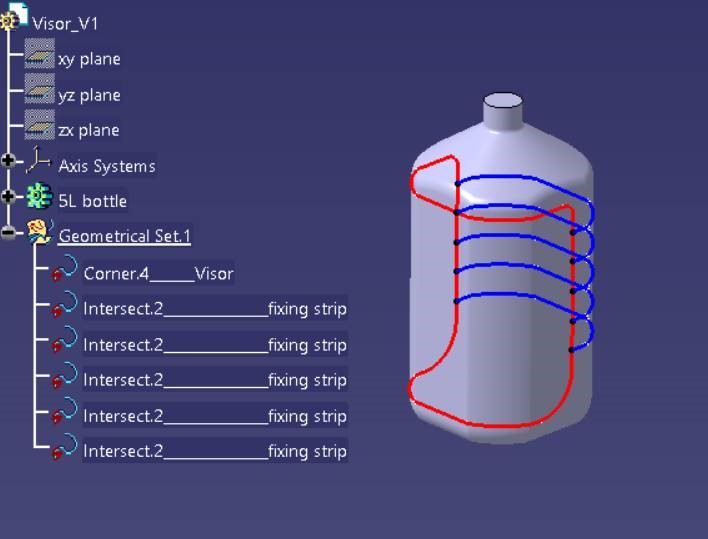 Visor_V1
xy plane
yz plane
zx plane
Axis Systems
5L bottle
Geometrical Set.1
Corner.4_____Visor
Intersect.2____________fixing strip
Intersect.2____________fixing strip
Intersect.2____________fixing strip
Intersect.2____________fixing strip
Intersect.2____________fixing strip